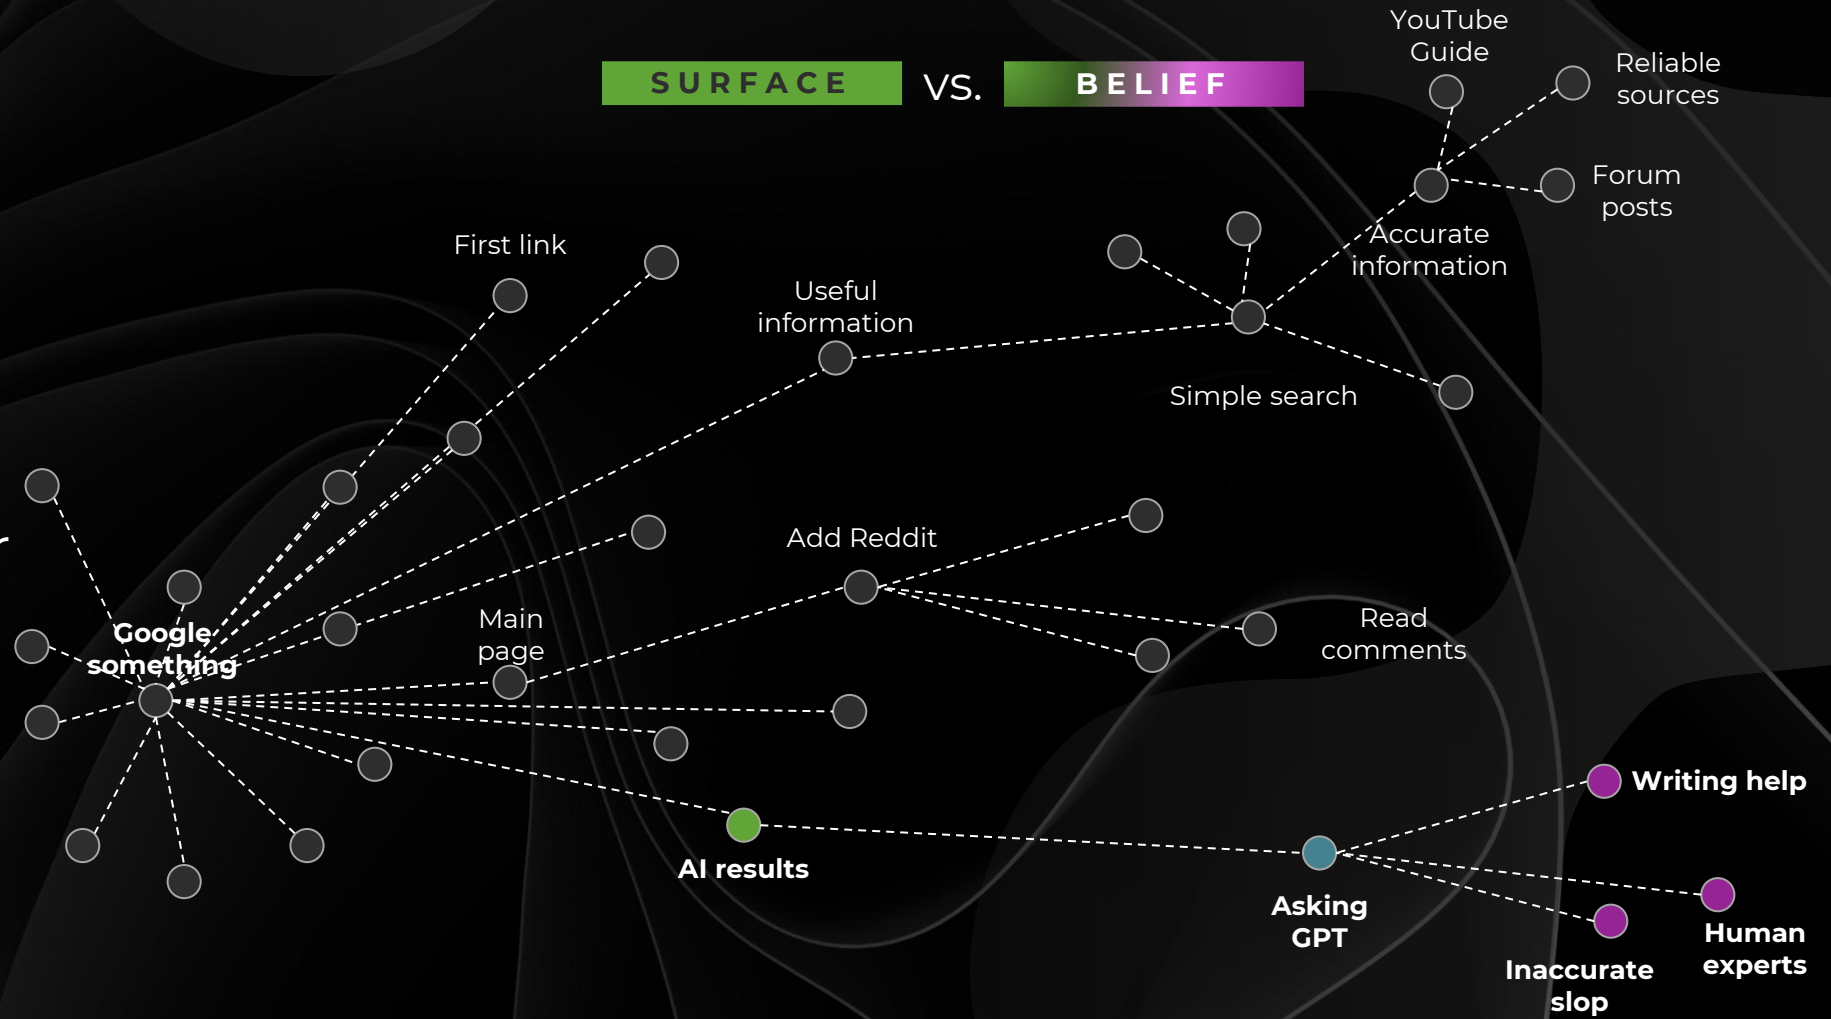 YouTube
Guide
Reliable
sources
SURFACE
VS.
BELIEF
Forum
posts
First link
Accurate
information
Useful
information
Simple search
Add Reddit
Google
something
Main
page
Read
comments
Writing help
AI results
Asking
GPT
Human
experts
Inaccurate
slop